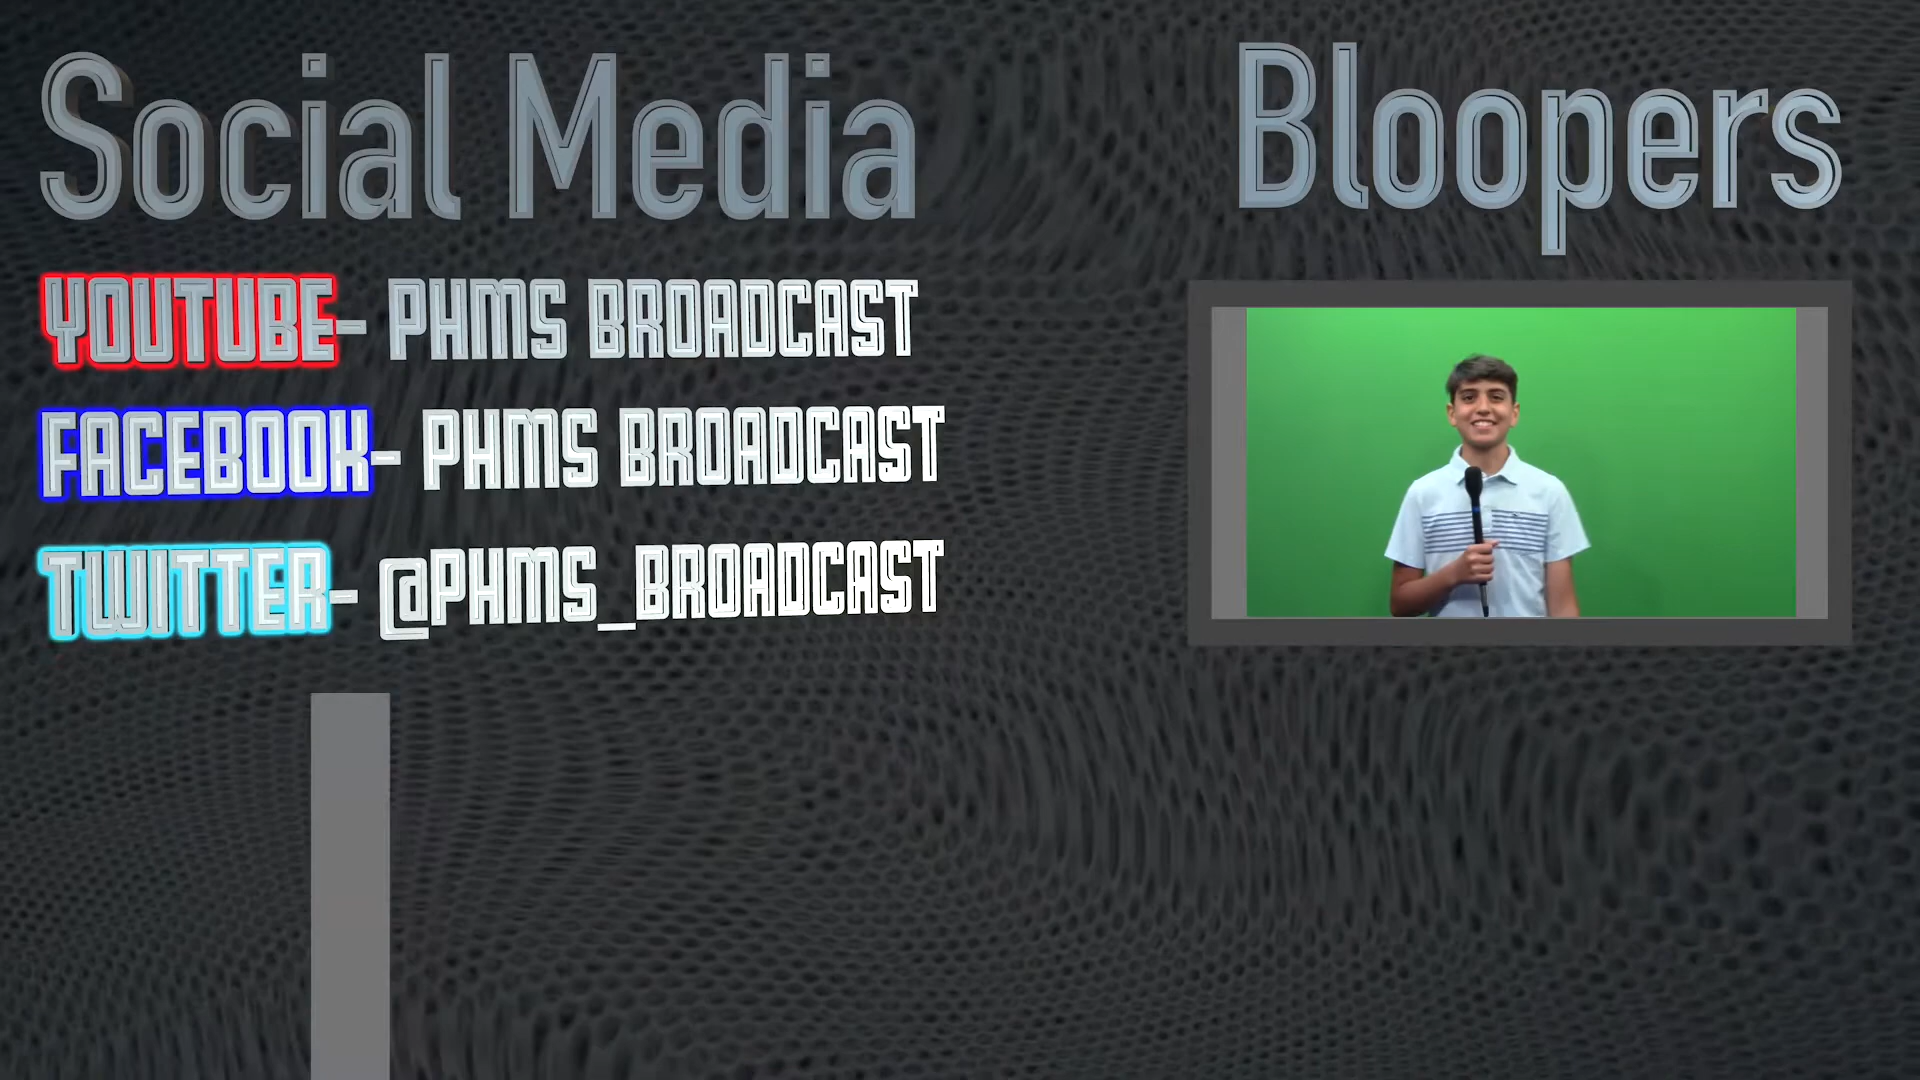 Social Media
YOUTUBE- PHMS BROADCAST
FACEBOOK- PHMS BROADCAST
TWITTER- @PHMS_BROADCAST
Bloopers